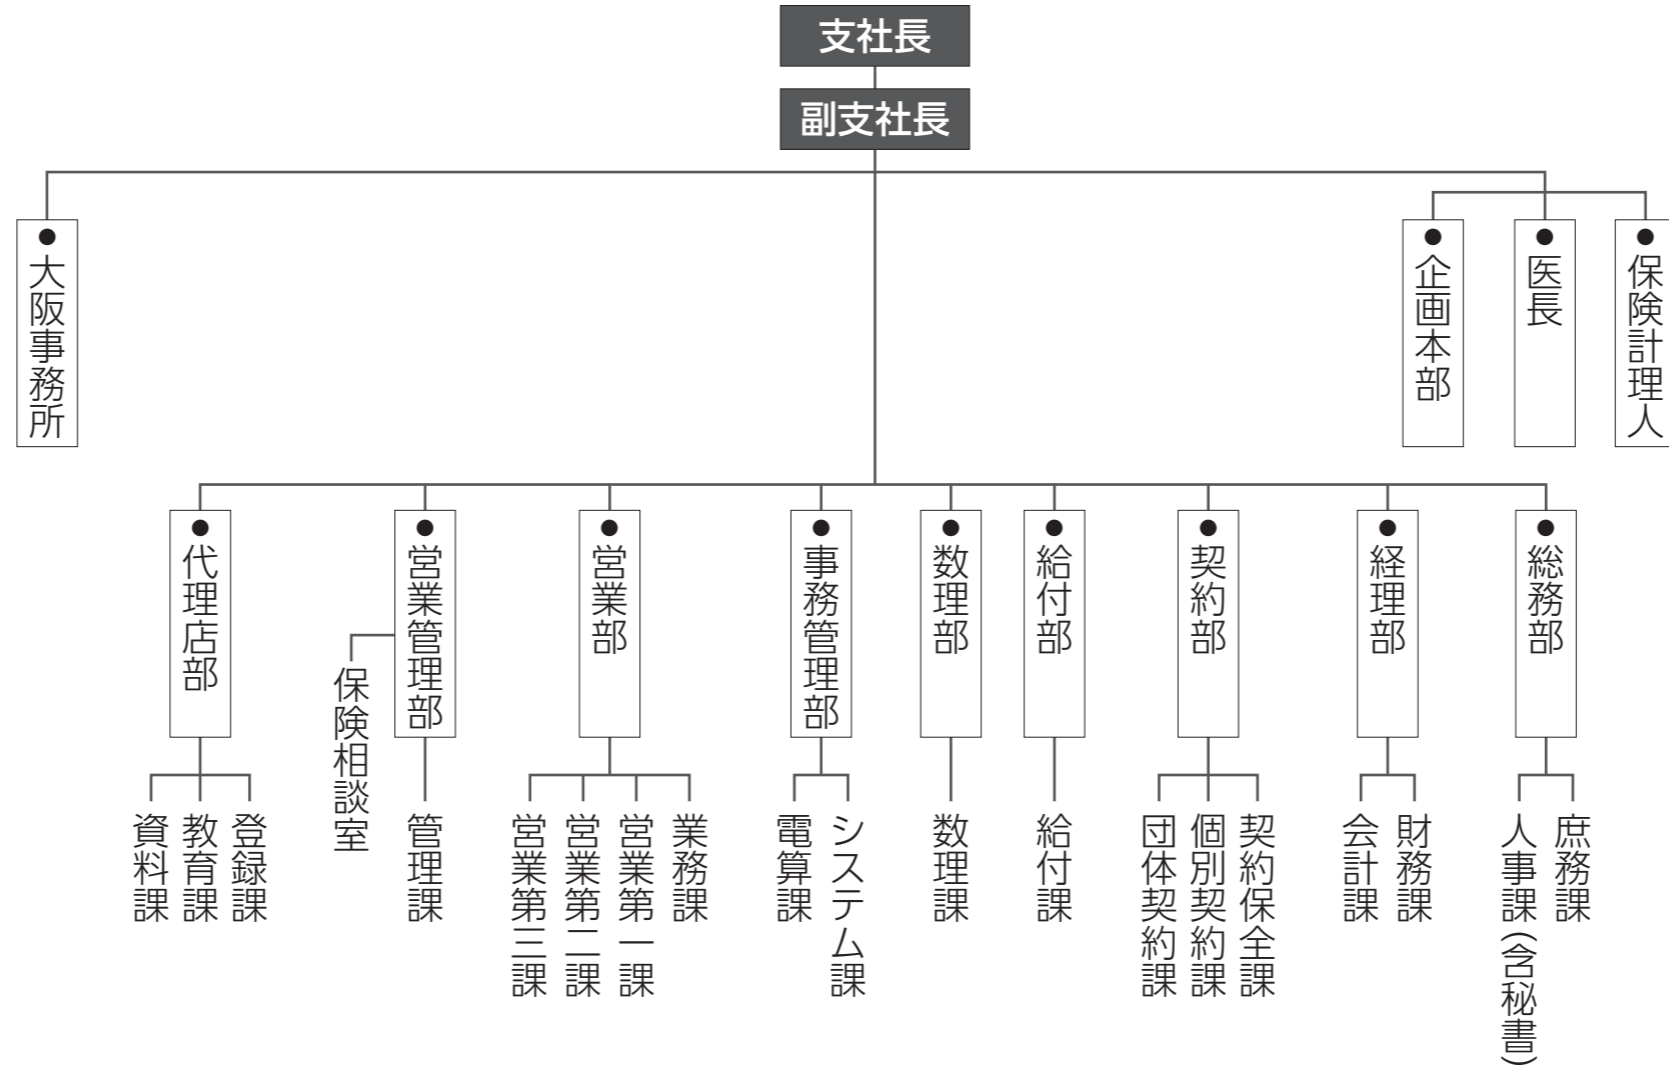 支社長
副支社長
●大阪事務所
●企画本部
●医長
●保険計理人
●代理店部
●営業管理部
●営業部
●事務管理部
●数理部
●給付部
●契約部
●経理部
●総務部
保険相談室
資料課
教育課
登録課
管理課
営業第三課
営業第二課
営業第一課
業務課
電算課
システム課
数理課
給付課
団体契約課
個別契約課
契約保全課
会計課
財務課
人事課(含秘書)
庶務課